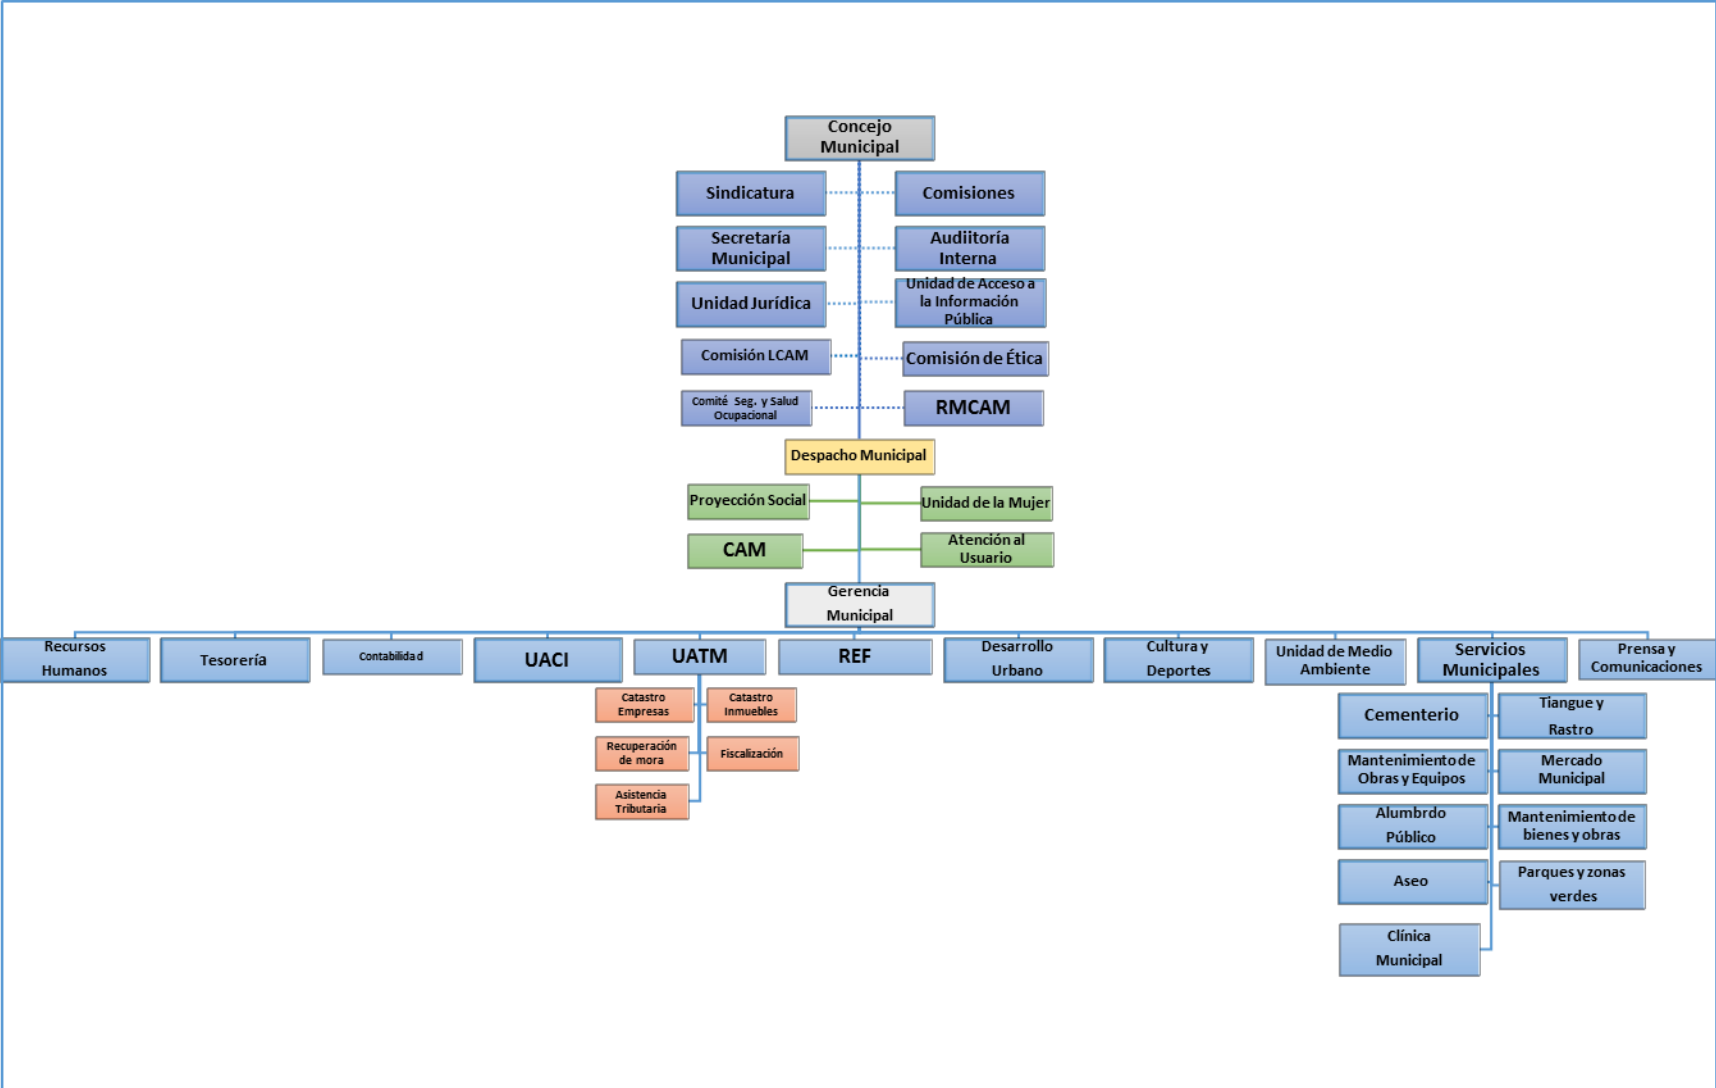 Concejo
Municipal
Sindicatura
Comisiones
Secretaría
Municipal
Audiitoría
Interna
Unidad Jurídica
Unidad de Acceso a
la Información
Pública
Comisión LCAM
Comisión de Ética
Comité Seg. y Salud
Ocupacional
RMCAM
Despacho Municipal
Proyección Social
Unidad de la Mujer
CAM
Atención al
Usuario
Gerencia
Municipal
Recursos
Humanos
Tesorería
Contabilidad
UACI
UATM
REF
Desarrollo
Urbano
Cultura y
Deportes
Unidad de Medio
Ambiente
Servicios
Municipales
Prensa y
Comunicaciones
Catastro
Empresas
Catastro
Inmuebles
Recuperación
de mora
Fiscalización
Asistencia
Tributaria
Cementerio
Tiangue y
Rastro
Mantenimiento de
Obras y Equipos
Mercado
Municipal
Alumbrdo
Público
Mantenimiento de
bienes y obras
Aseo
Parques y zonas
verdes
Clínica
Municipal